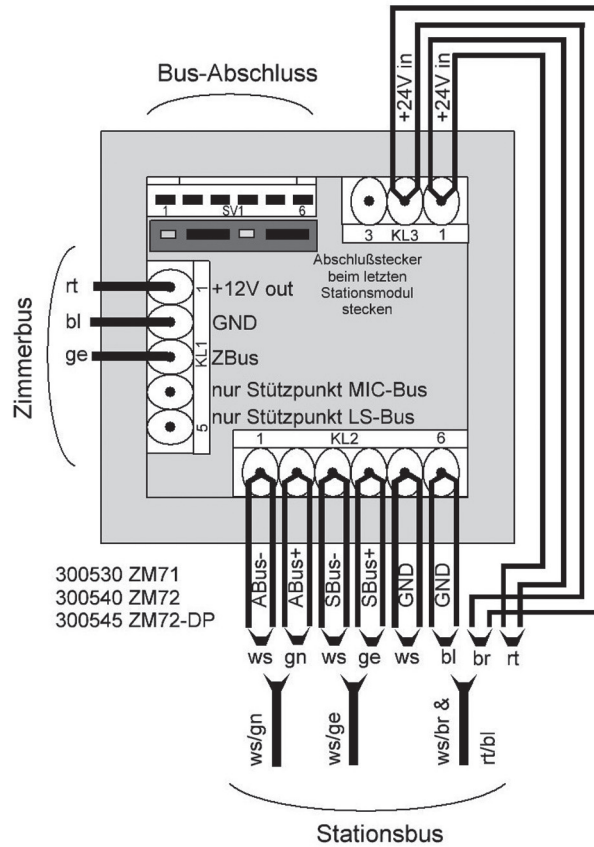 +24V in
+24V in
Bus-Abschluss
1 SV1 6
3 KL3 1
Abschlußstecker
beim letzten
Stationsmodul
stecken
Zimmerbus
rt
bl
ge
1
KL1
5
+12V out
GND
ZBus
nur Stützpunkt MIC-Bus
nur Stützpunkt LS-Bus
1 KL2 6
ABus-
ABus+
SBus-
SBus+
GND
GND
300530 ZM71
300540 ZM72
300545 ZM72-DP
ws gn ws ge ws bl br rt
ws/gn
ws/ge
ws/br &
rt/bl
Stationsbus